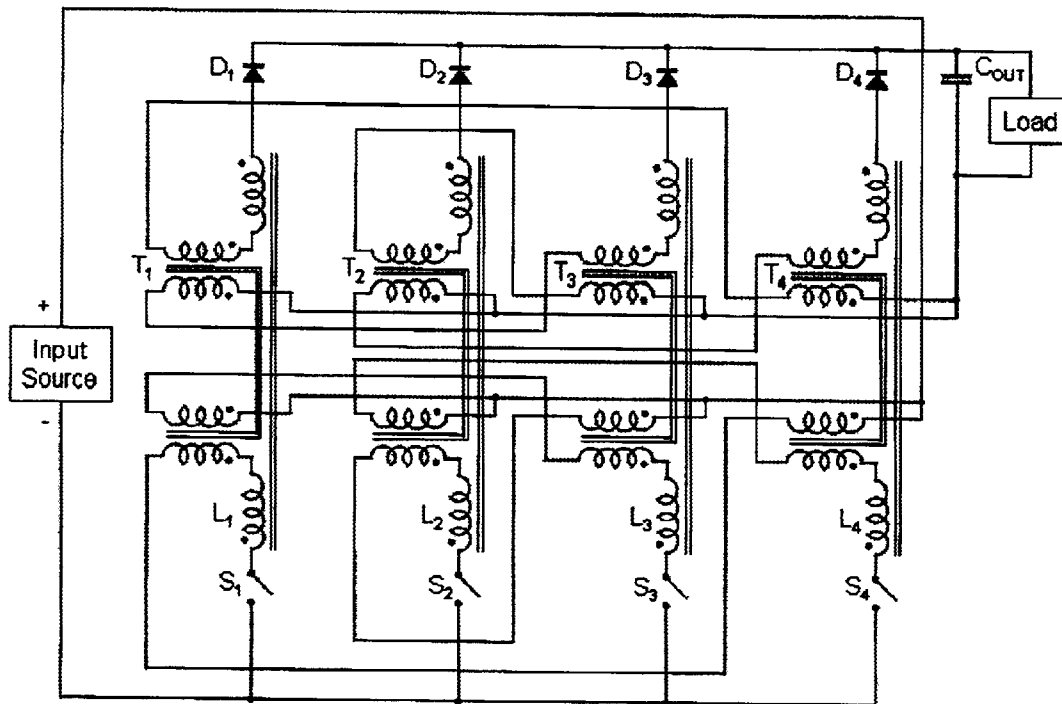 D1
D2
D3
D4
COUT
Load
T1
T2
T3
T4
+
Input
Source
-
L1
L2
L3
L4
S1
S2
S3
S4